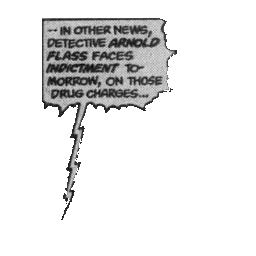 -- IN OTHER NEWS,
DETECTIVE ARNOLD
FLASS FACES
INDICTMENT TO-
MORROW, ON THOSE
DRUG CHARGES...